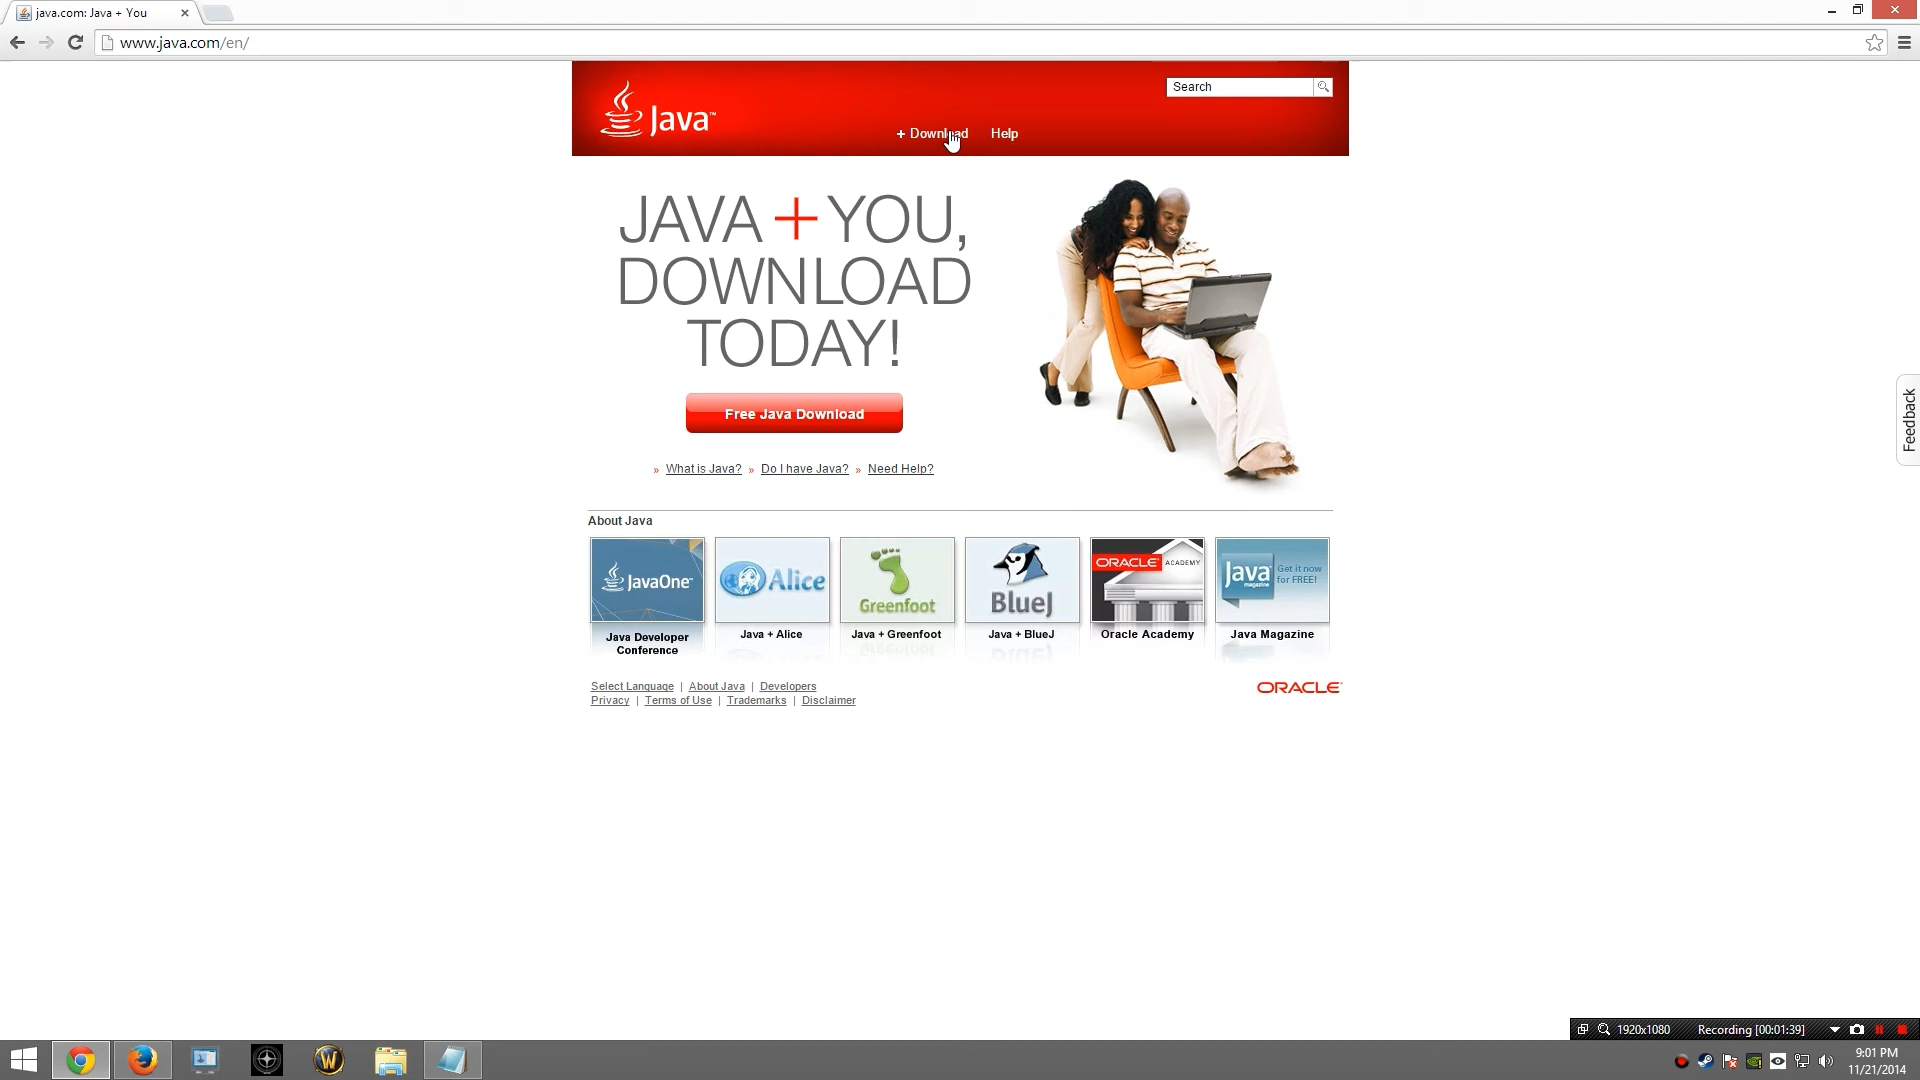 java.com: Java + You
www.java.com/en/
Java™
Search
+ Download Help
JAVA + YOU,
DOWNLOAD
TODAY!
Free Java Download
» What is Java? » Do I have Java? » Need Help?
Feedback
About Java
JavaOne™
Alice
Greenfoot
BlueJ
ORACLE ACADEMY
Java magazine Get it now for FREE!
Java Developer
Conference
Java + Alice
Java + Greenfoot
Java + BlueJ
Oracle Academy
Java Magazine
Select Language | About Java | Developers
Privacy | Terms of Use | Trademarks | Disclaimer
ORACLE
1920x1080 Recording [00:01:39]
9:01 PM
11/21/2014